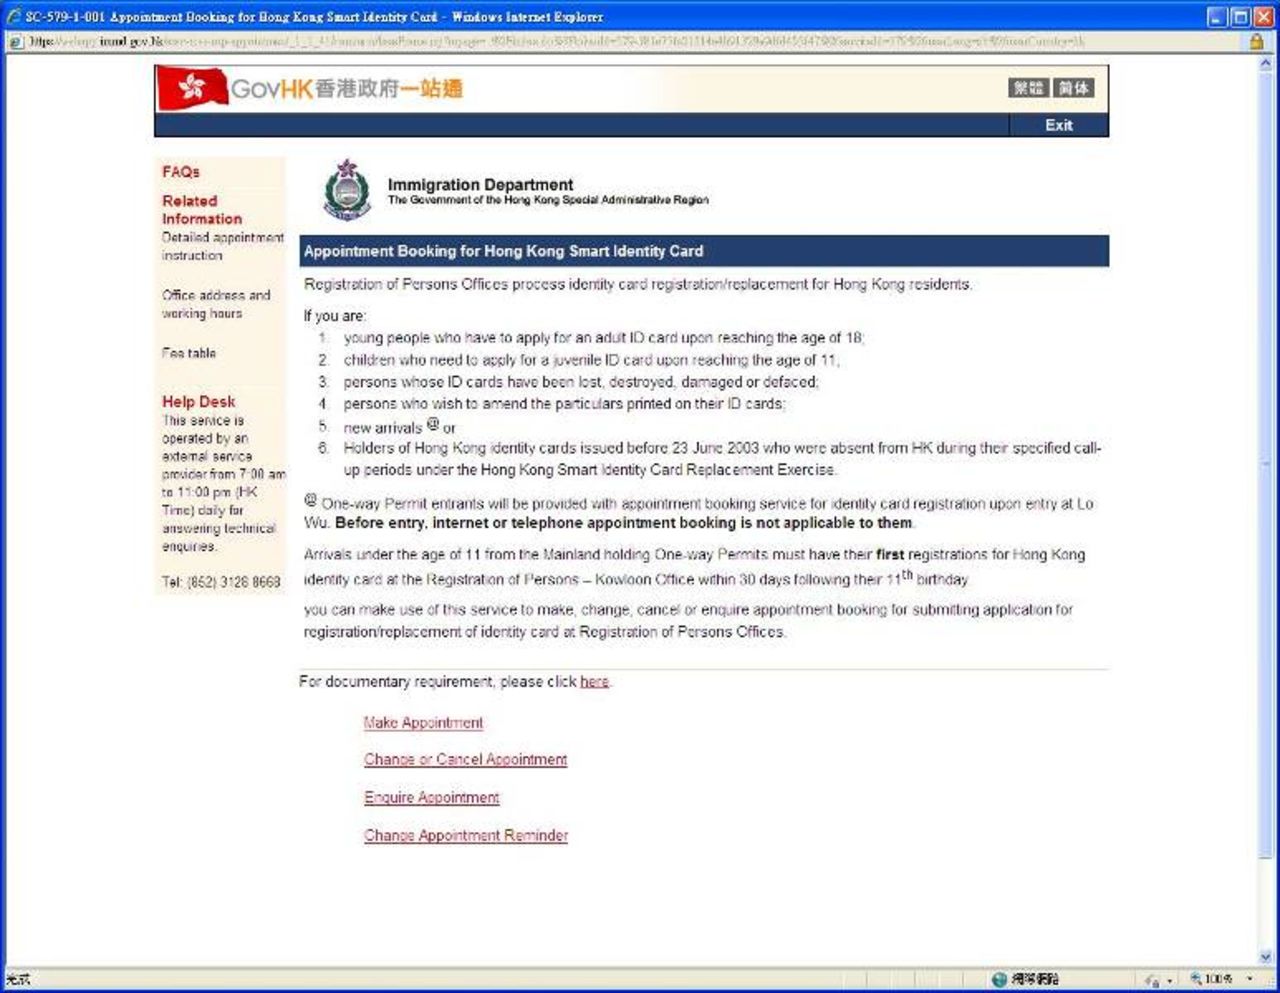 SC-579-1-001 Appointment Booking for Hong Kong Smart Identity Card - Windows Internet Explorer
GovHK香港政府一站通
繁體 简体
Exit
FAQs
Related
Information
Detailed appointment
instruction
Office address and
working hours
Fee table
Help Desk
This service is
operated by an
external service
provider from 7:00 am
to 11:00 pm (HK
Time) daily for
answering technical
enquiries.
Tel: (852) 3128 8668
Immigration Department
The Government of the Hong Kong Special Administrative Region
Appointment Booking for Hong Kong Smart Identity Card
Registration of Persons Offices process identity card registration/replacement for Hong Kong residents.
If you are:
1. young people who have to apply for an adult ID card upon reaching the age of 18;
2. children who need to apply for a juvenile ID card upon reaching the age of 11;
3. persons whose ID cards have been lost, destroyed, damaged or defaced;
4. persons who wish to amend the particulars printed on their ID cards;
5. new arrivals @ or
6. Holders of Hong Kong identity cards issued before 23 June 2003 who were absent from HK during their specified call-
up periods under the Hong Kong Smart Identity Card Replacement Exercise.
@ One-way Permit entrants will be provided with appointment booking service for identity card registration upon entry at Lo
Wu. Before entry, internet or telephone appointment booking is not applicable to them.
Arrivals under the age of 11 from the Mainland holding One-way Permits must have their first registrations for Hong Kong
identity card at the Registration of Persons – Kowloon Office within 30 days following their 11th birthday.
you can make use of this service to make, change, cancel or enquire appointment booking for submitting application for
registration/replacement of identity card at Registration of Persons Offices.
For documentary requirement, please click here.
Make Appointment
Change or Cancel Appointment
Enquire Appointment
Change Appointment Reminder
完成
網際網路
100%